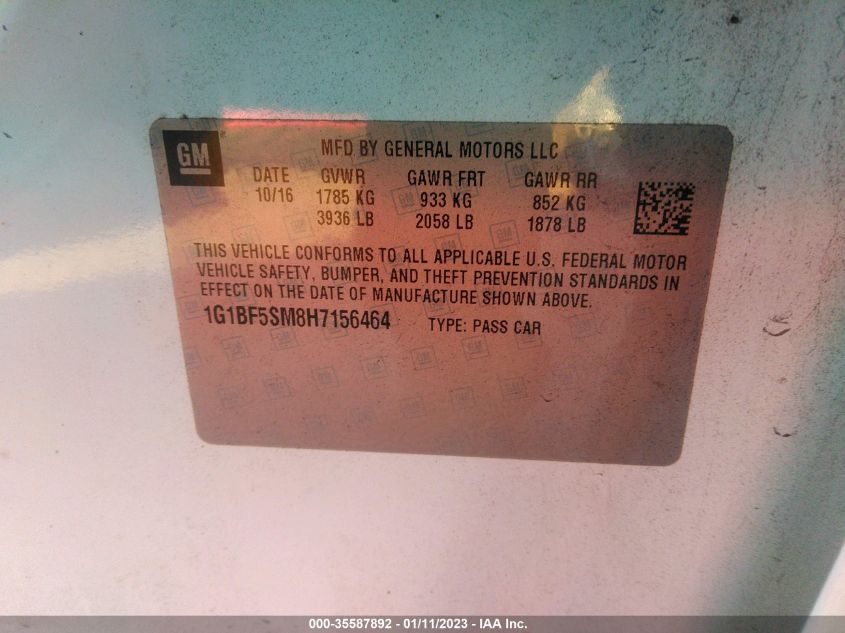 GM
MFD BY GENERAL MOTORS LLC
DATE GVWR GAWR FRT GAWR RR
10/16 1785 KG 933 KG 852 KG
3936 LB 2058 LB 1878 LB
THIS VEHICLE CONFORMS TO ALL APPLICABLE U.S. FEDERAL MOTOR
VEHICLE SAFETY, BUMPER, AND THEFT PREVENTION STANDARDS IN
EFFECT ON THE DATE OF MANUFACTURE SHOWN ABOVE.
1G1BF5SM8H7156464 TYPE: PASS CAR
000-35587892 - 01/11/2023 - IAA Inc.